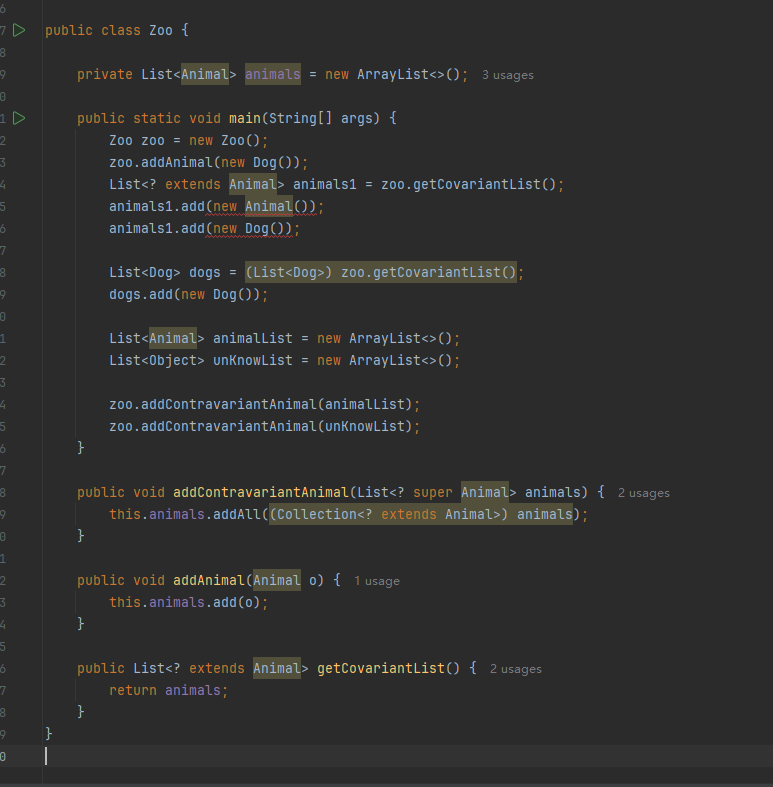 6
7 public class Zoo {
8
9 private List<Animal> animals = new ArrayList<>(); 3 usages
0
1 public static void main(String[] args) {
2 Zoo zoo = new Zoo();
3 zoo.addAnimal(new Dog());
4 List<? extends Animal> animals1 = zoo.getCovariantList();
5 animals1.add(new Animal());
6 animals1.add(new Dog());
7
8 List<Dog> dogs = (List<Dog>) zoo.getCovariantList();
9 dogs.add(new Dog());
0
1 List<Animal> animalList = new ArrayList<>();
2 List<Object> unKnowList = new ArrayList<>();
3
4 zoo.addContravariantAnimal(animalList);
5 zoo.addContravariantAnimal(unKnowList);
6 }
7
8 public void addContravariantAnimal(List<? super Animal> animals) { 2 usages
9 this.animals.addAll((Collection<? extends Animal>) animals);
0 }
1
2 public void addAnimal(Animal o) { 1 usage
3 this.animals.add(o);
4 }
5
6 public List<? extends Animal> getCovariantList() { 2 usages
7 return animals;
8 }
9 }
0